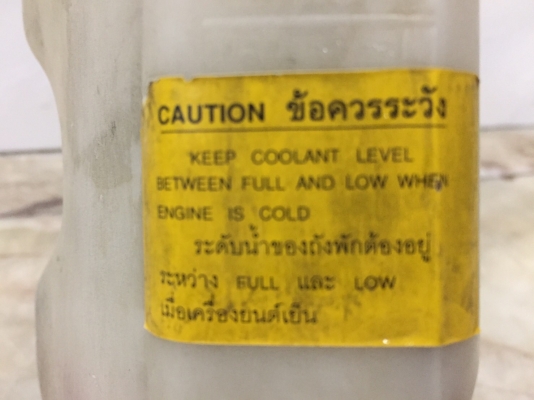 CAUTION ข้อควรระวัง
KEEP COOLANT LEVEL
BETWEEN FULL AND LOW WHEN
ENGINE IS COLD
ระดับน้ำของถังพักต้องอยู่
ระหว่าง FULL และ LOW
เมื่อเครื่องยนต์เย็น